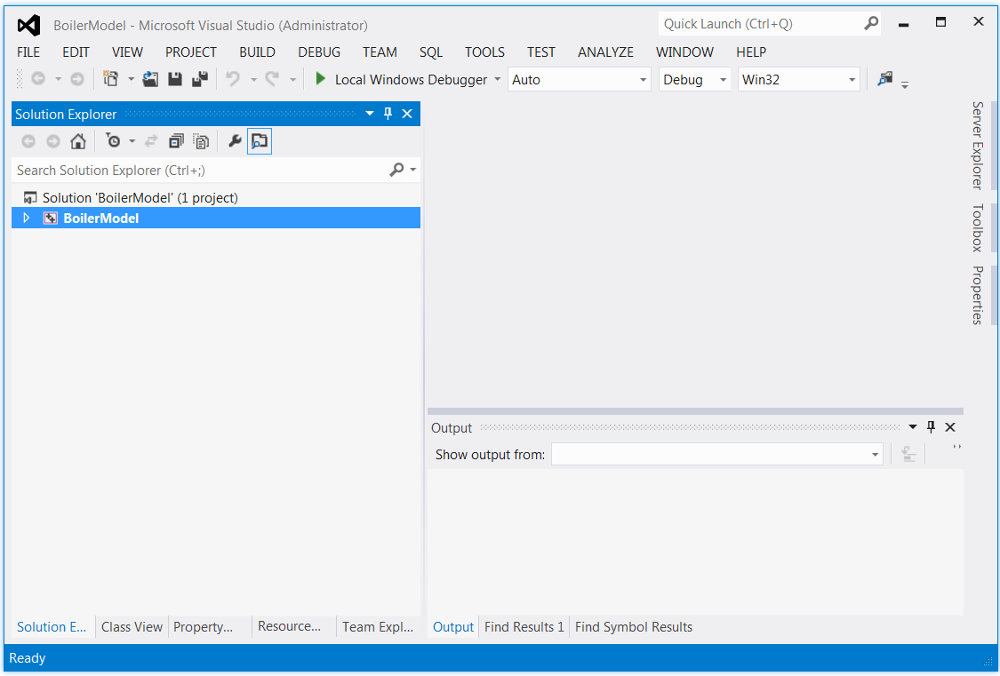 BoilerModel - Microsoft Visual Studio (Administrator)
Quick Launch (Ctrl+Q)
FILE EDIT VIEW PROJECT BUILD DEBUG TEAM SQL TOOLS TEST ANALYZE WINDOW HELP
Local Windows Debugger Auto Debug Win32
Solution Explorer
Search Solution Explorer (Ctrl+;)
Solution 'BoilerModel' (1 project)
BoilerModel
Server Explorer
Toolbox
Properties
Output
Show output from:
Solution E... Class View Property... Resource... Team Expl...
Output Find Results 1 Find Symbol Results
Ready